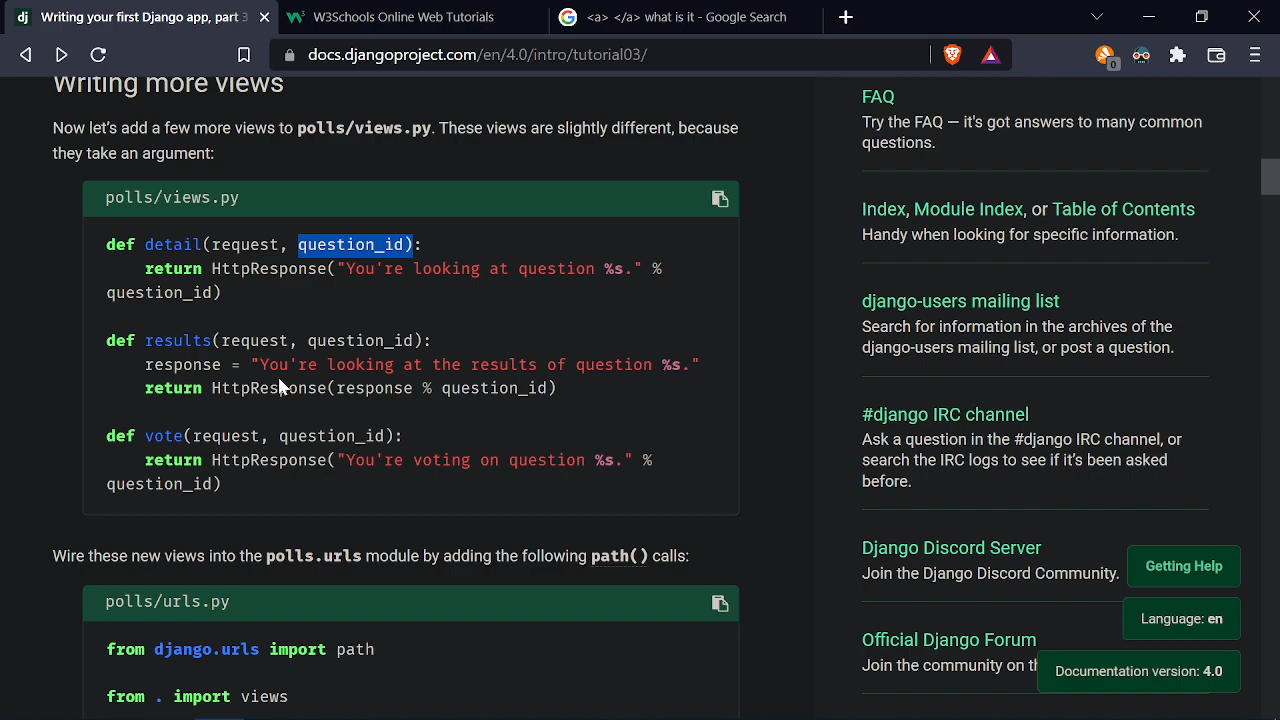 dj Writing your first Django app, part 3
W3Schools Online Web Tutorials
<a> </a> what is it - Google Search
docs.djangoproject.com/en/4.0/intro/tutorial03/
0
Writing more views
Now let's add a few more views to polls/views.py. These views are slightly different, because
they take an argument:
polls/views.py
def detail(request, question_id):
    return HttpResponse("You're looking at question %s." %
question_id)
def results(request, question_id):
    response = "You're looking at the results of question %s."
    return HttpResponse(response % question_id)
def vote(request, question_id):
    return HttpResponse("You're voting on question %s." %
question_id)
Wire these new views into the polls.urls module by adding the following path() calls:
polls/urls.py
from django.urls import path
from . import views
FAQ
Try the FAQ — it's got answers to many common
questions.
Index, Module Index, or Table of Contents
Handy when looking for specific information.
django-users mailing list
Search for information in the archives of the
django-users mailing list, or post a question.
#django IRC channel
Ask a question in the #django IRC channel, or
search the IRC logs to see if it's been asked
before.
Django Discord Server
Join the Django Discord Community.
Official Django Forum
Join the community on th
Getting Help
Language: en
Documentation version: 4.0